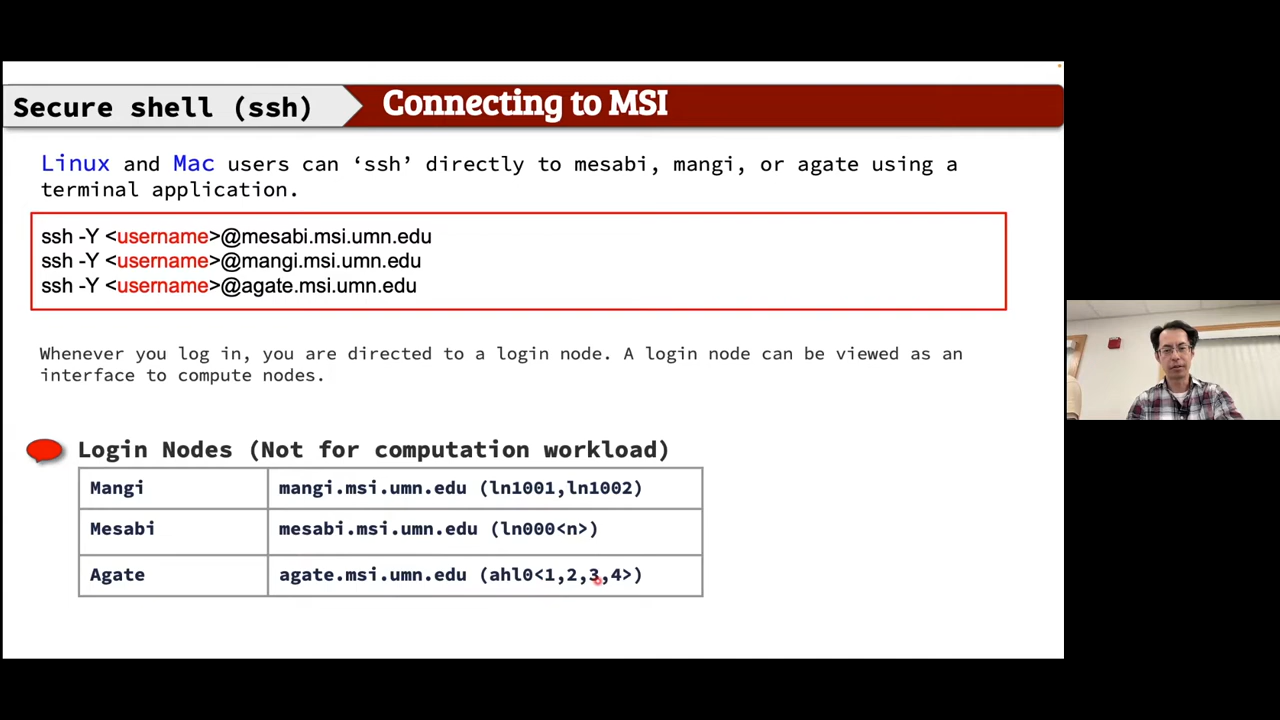 Secure shell (ssh)
Connecting to MSI
Linux and Mac users can ‘ssh’ directly to mesabi, mangi, or agate using a
terminal application.
ssh -Y <username>@mesabi.msi.umn.edu
ssh -Y <username>@mangi.msi.umn.edu
ssh -Y <username>@agate.msi.umn.edu
Whenever you log in, you are directed to a login node. A login node can be viewed as an
interface to compute nodes.
Login Nodes (Not for computation workload)
Mangi mangi.msi.umn.edu (ln1001,ln1002)
Mesabi mesabi.msi.umn.edu (ln000<n>)
Agate agate.msi.umn.edu (ahl0<1,2,3,4>)